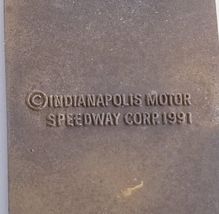 ©INDIANAPOLIS MOTOR
SPEEDWAY CORP.1991